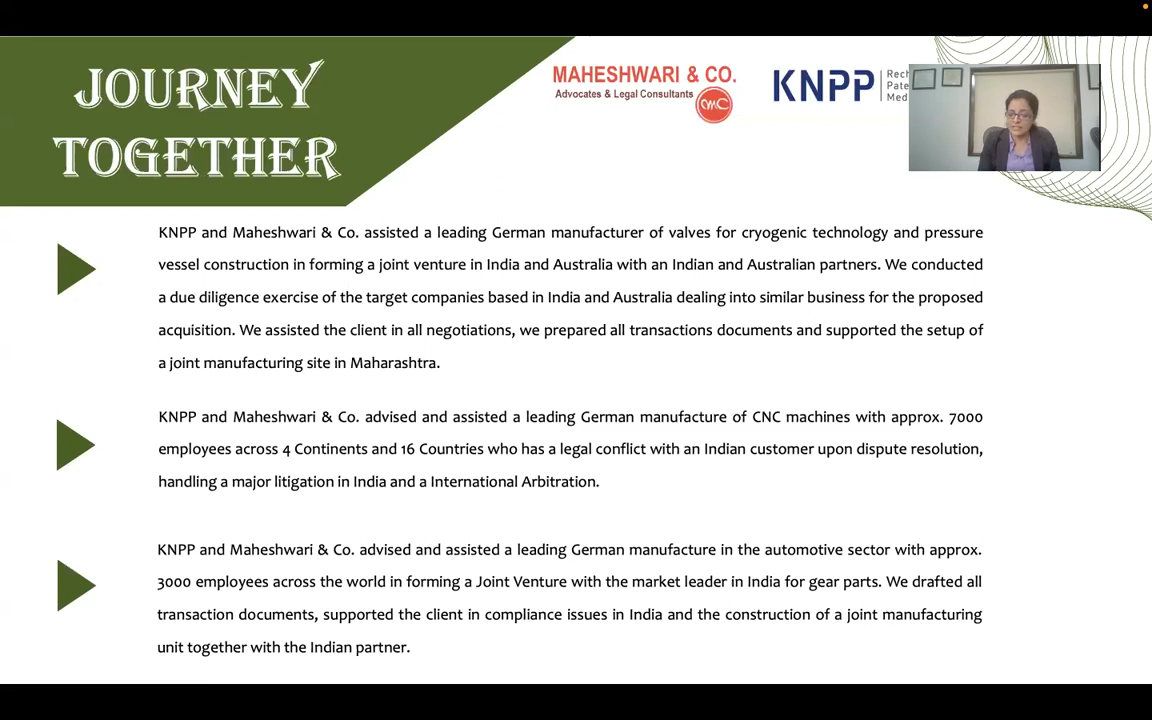 JOURNEY
TOGETHER
MAHESHWARI & CO.
Advocates & Legal Consultants
CMC
KNPP
KNPP and Maheshwari & Co. assisted a leading German manufacturer of valves for cryogenic technology and pressure
vessel construction in forming a joint venture in India and Australia with an Indian and Australian partners. We conducted
a due diligence exercise of the target companies based in India and Australia dealing into similar business for the proposed
acquisition. We assisted the client in all negotiations, we prepared all transactions documents and supported the setup of
a joint manufacturing site in Maharashtra.
KNPP and Maheshwari & Co. advised and assisted a leading German manufacture of CNC machines with approx. 7000
employees across 4 Continents and 16 Countries who has a legal conflict with an Indian customer upon dispute resolution,
handling a major litigation in India and a International Arbitration.
KNPP and Maheshwari & Co. advised and assisted a leading German manufacture in the automotive sector with approx.
3000 employees across the world in forming a Joint Venture with the market leader in India for gear parts. We drafted all
transaction documents, supported the client in compliance issues in India and the construction of a joint manufacturing
unit together with the Indian partner.